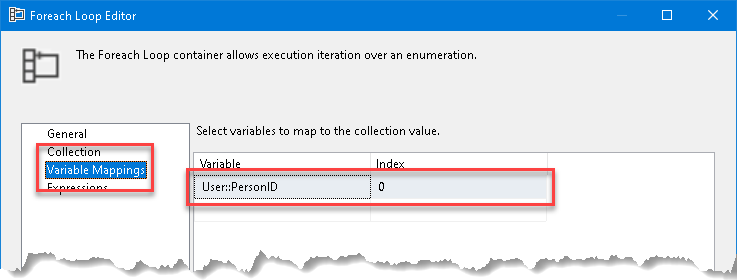 Foreach Loop Editor
The Foreach Loop container allows execution iteration over an enumeration.
General
Collection
Variable Mappings
Expressions
Select variables to map to the collection value.
Variable Index
User::PersonID 0